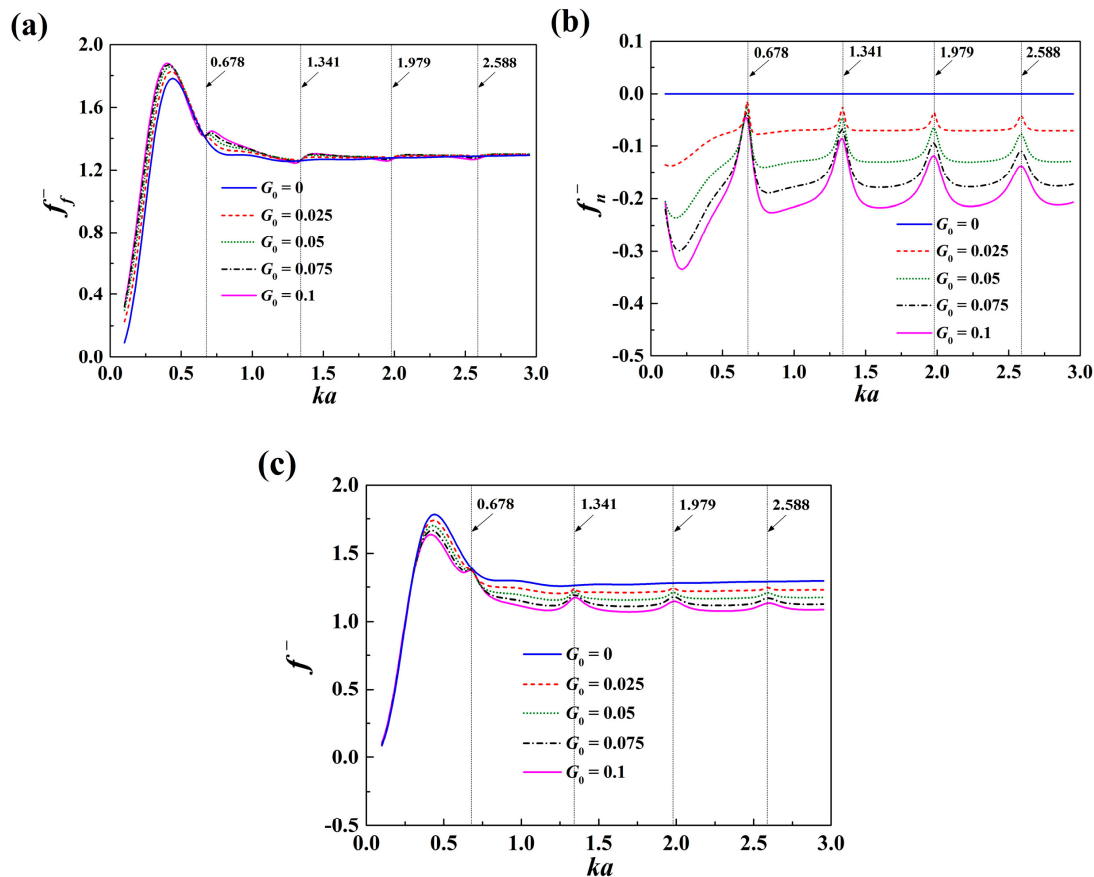 (a)
2.0
1.6
1.2
0.8
0.4
0.0
f_f^-
0.678
1.341
1.979
2.588
G₀ = 0
G₀ = 0.025
G₀ = 0.05
G₀ = 0.075
G₀ = 0.1
0.0 0.5 1.0 1.5 2.0 2.5 3.0
ka
(b)
0.1
0.0
-0.1
-0.2
-0.3
-0.4
-0.5
f_n^-
0.678
1.341
1.979
2.588
G₀ = 0
G₀ = 0.025
G₀ = 0.05
G₀ = 0.075
G₀ = 0.1
0.0 0.5 1.0 1.5 2.0 2.5 3.0
ka
(c)
2.0
1.5
1.0
0.5
0.0
-0.5
f^-
0.678
1.341
1.979
2.588
G₀ = 0
G₀ = 0.025
G₀ = 0.05
G₀ = 0.075
G₀ = 0.1
0.0 0.5 1.0 1.5 2.0 2.5 3.0
ka